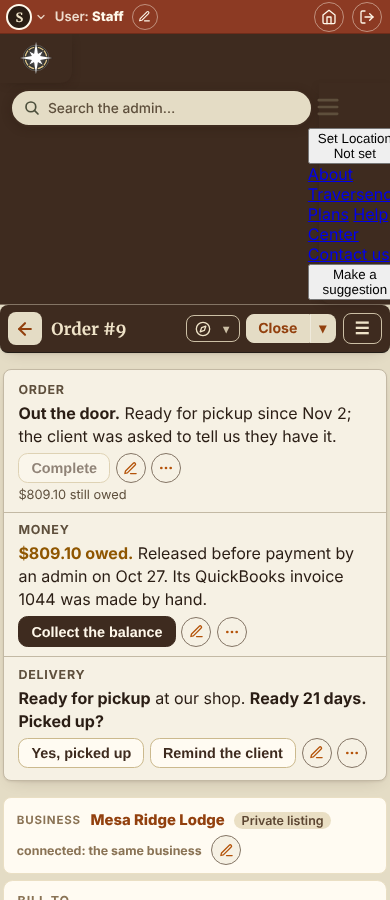 S User: Staff
Search the admin...
Set Location
Not set
About
Plans Help
Center
Contact us
Make a
suggestion
Order #9
Close
ORDER
Out the door. Ready for pickup since Nov 2;
the client was asked to tell us they have it.
Complete
$809.10 still owed
MONEY
$809.10 owed. Released before payment by
an admin on Oct 27. Its QuickBooks invoice
1044 was made by hand.
Collect the balance
DELIVERY
Ready for pickup at our shop. Ready 21 days.
Picked up?
Yes, picked up Remind the client
BUSINESS Mesa Ridge Lodge Private listing
connected: the same business
BILL TO